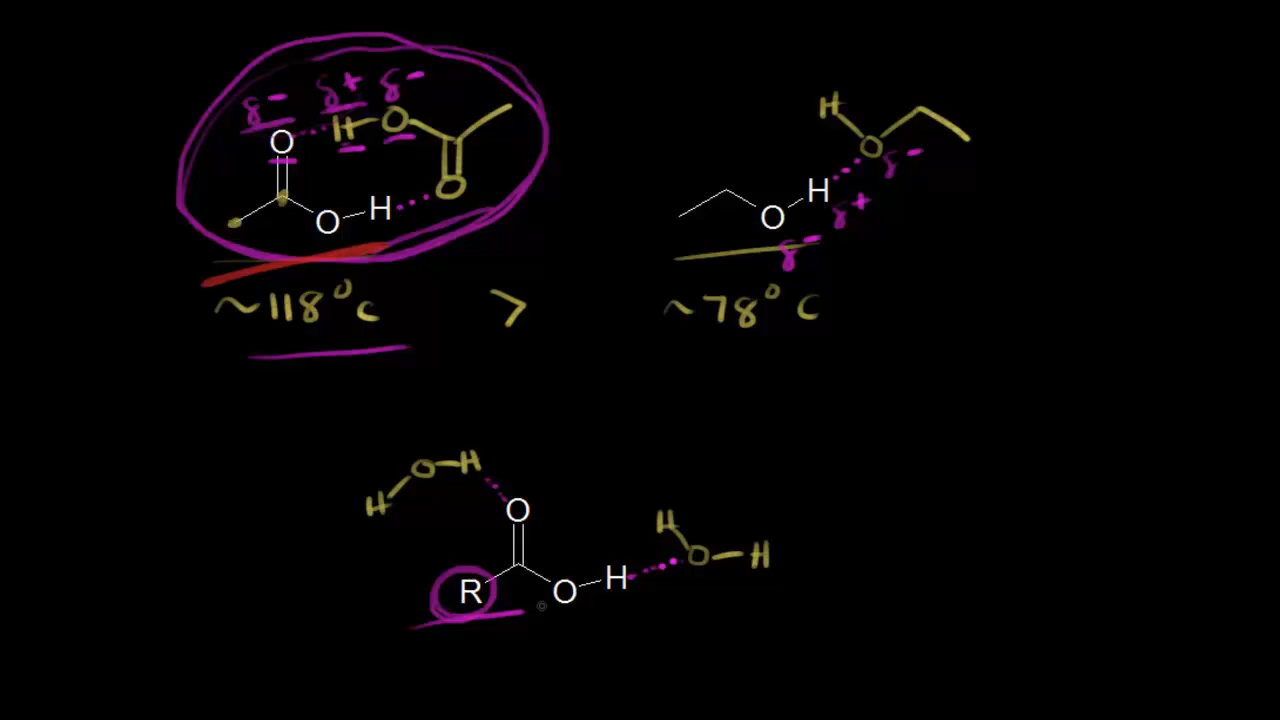 δ- δ+ δ-
O H O
O H O
~118° c > ~78° C
H
O δ-
H δ+
O
δ-
H O H
O
H
O H
R O H